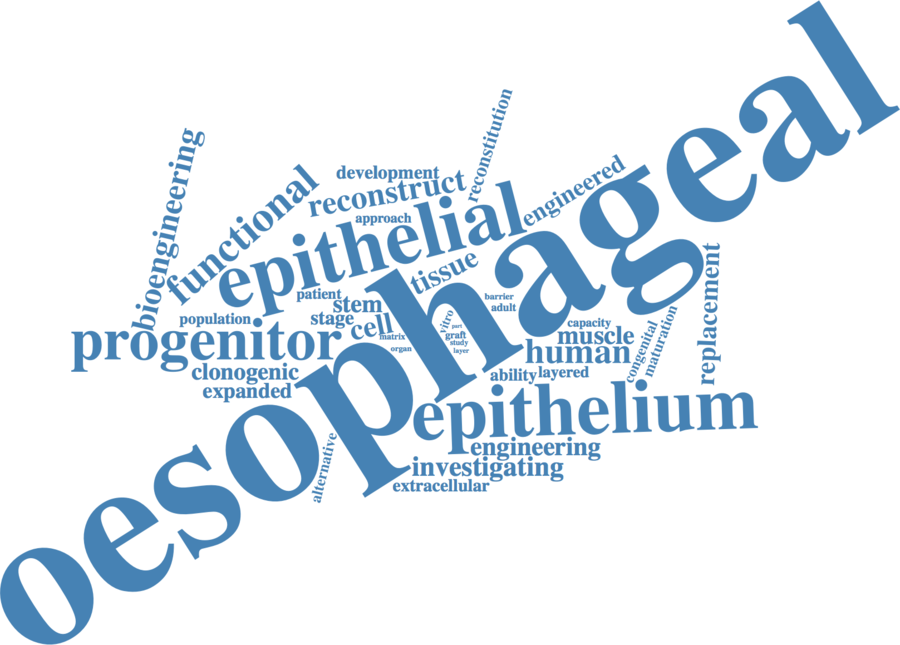 oesophageal
bioengineering
functional
development
reconstruct
reconstitution
approach
engineered
epithelial
tissue
patient
stem
barrier
adult
population
stage
cell
matrix
organ
vitro
part
graft
study
layer
capacity
muscle
human
congenital
maturation
replacement
progenitor
clonogenic
expanded
ability
layered
epithelium
engineering
investigating
extracellular
alternative